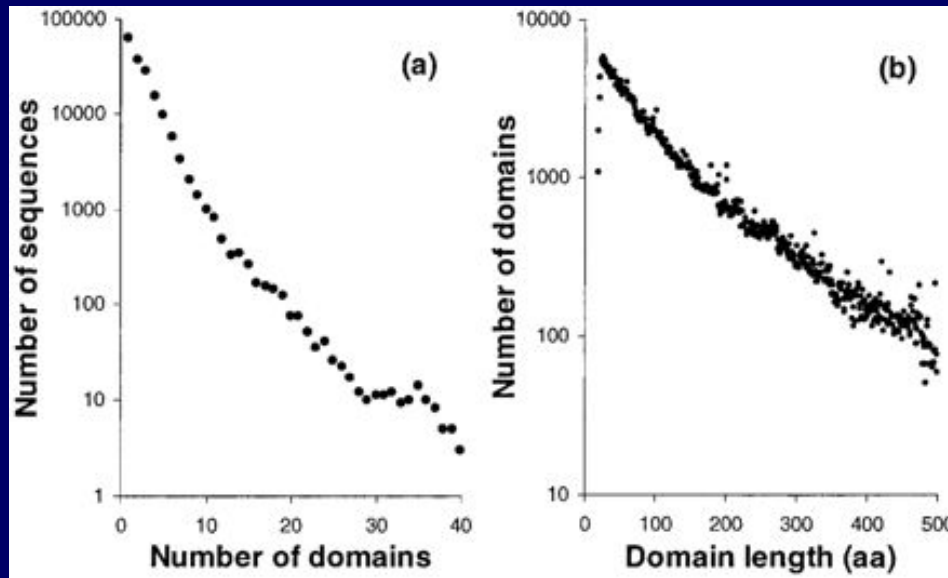 (a)
Number of sequences
100000
10000
1000
100
10
1
0 10 20 30 40
Number of domains
(b)
Number of domains
10000
1000
100
10
0 100 200 300 400 500
Domain length (aa)